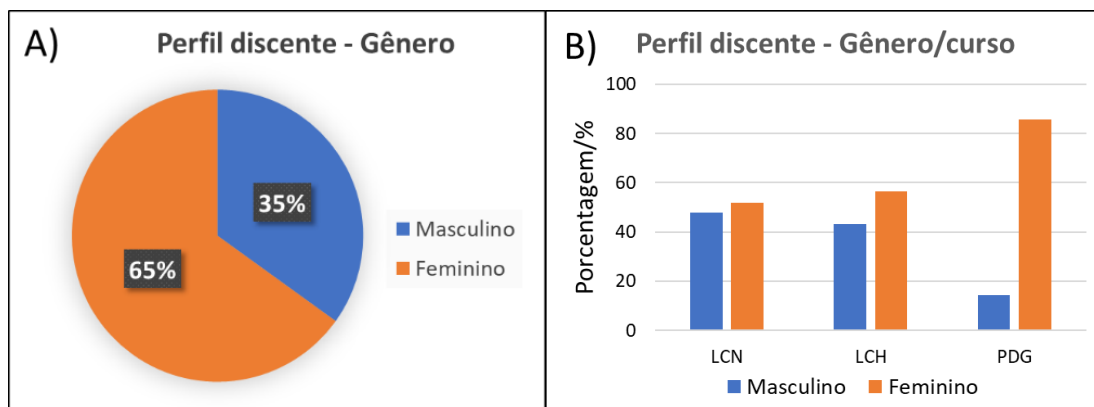 A)
Perfil discente - Gênero
35%
65%
Masculino
Feminino
B)
Perfil discente - Gênero/curso
Porcentagem/%
100
80
60
40
20
0
LCN LCH PDG
Masculino Feminino